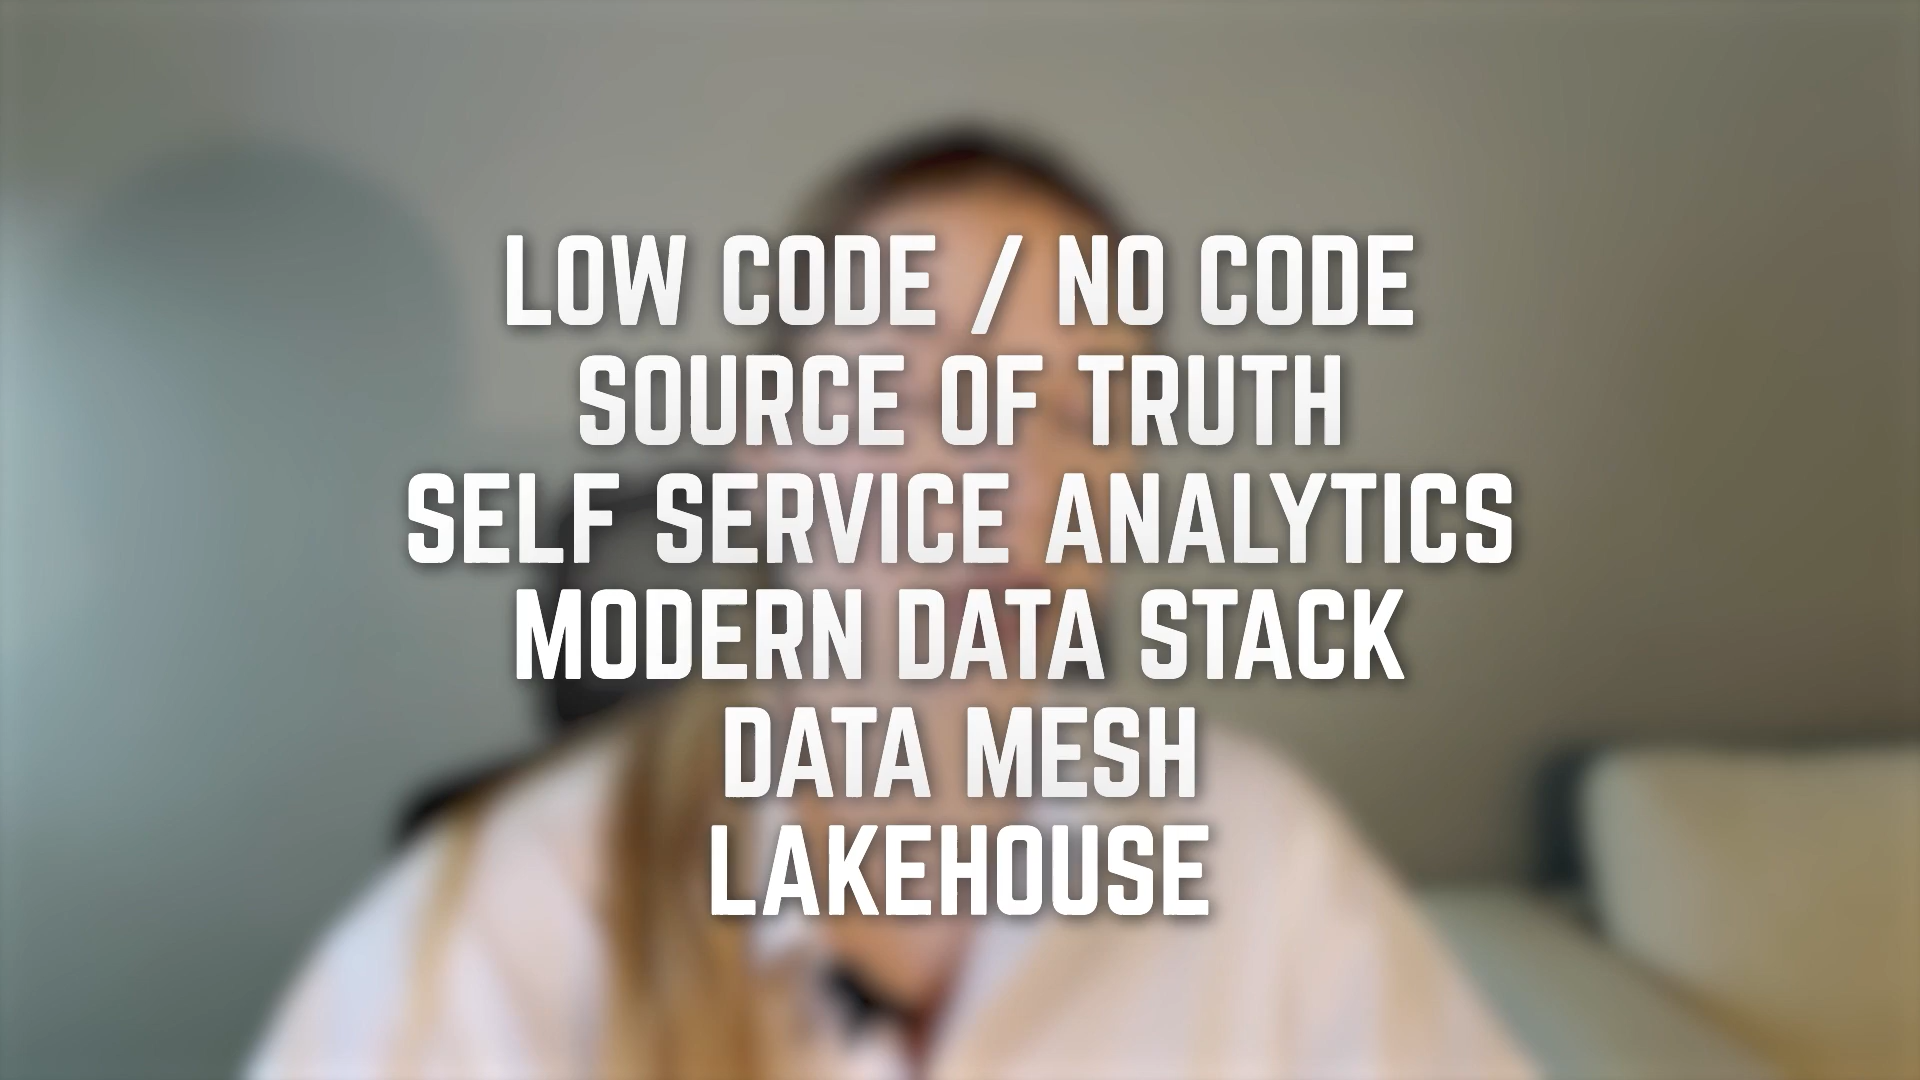 LOW CODE / NO CODE
SOURCE OF TRUTH
SELF SERVICE ANALYTICS
MODERN DATA STACK
DATA MESH
LAKEHOUSE